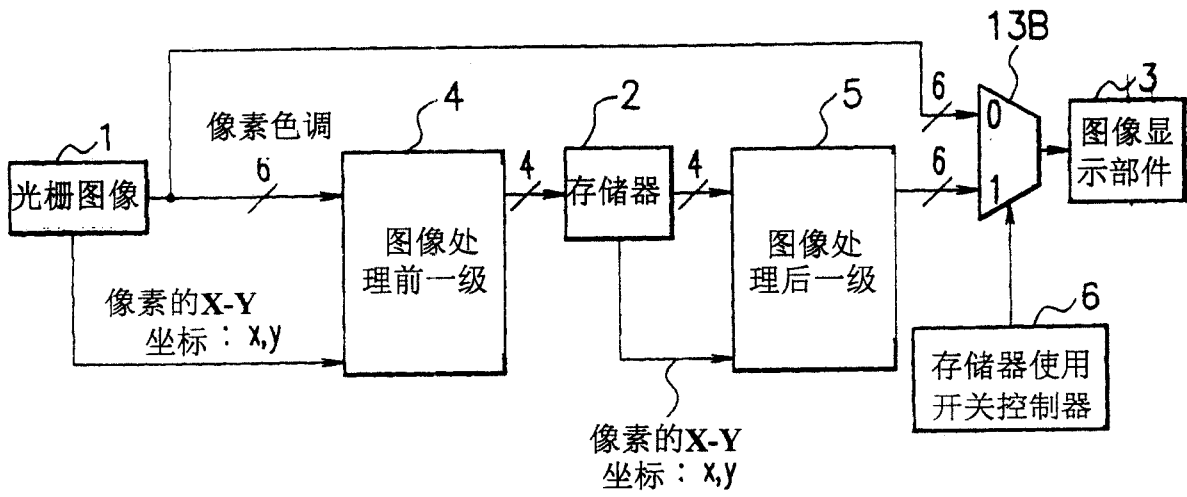 13B
3
图像显
示部件
6
0
6
1
4
2
5
像素色调
6
1
光栅图像
图像处
理前一级
4
存储器
4
图像处
理后一级
像素的X-Y
坐标：x,y
6
存储器使用
开关控制器
像素的X-Y
坐标：x,y